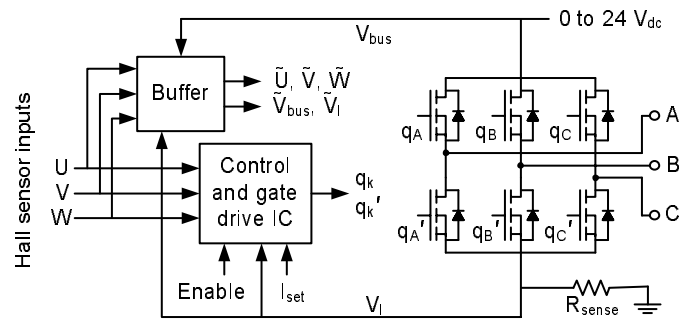 V_bus
0 to 24 V_dc
Buffer
Ũ, Ṽ, W̃
Ṽ_bus, Ṽ_I
Hall sensor inputs
U
V
W
Control
and gate
drive IC
q_k
q_k′
Enable
I_set
V_I
q_A
q_B
q_C
q_A′
q_B′
q_C′
A
B
C
R_sense